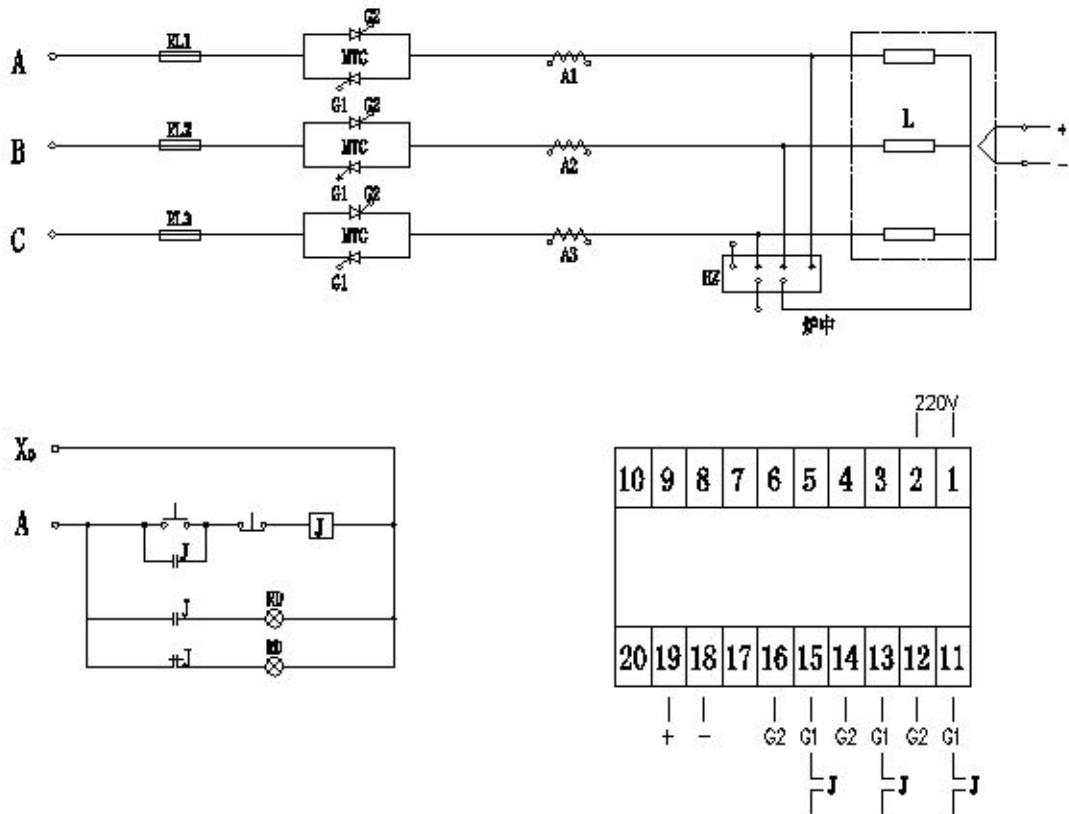 G2
A
RL1
MTC
G1
A1
G2
B
RL2
MTC
L
+
G1
A2
-
G2
C
RL3
MTC
G1
A3
HZ
炉中
220V
X₀
10 9 8 7 6 5 4 3 2 1
A
J
J
J
J
20 19 18 17 16 15 14 13 12 11
+ - G2 G1 G2 G1 G2 G1
J J J